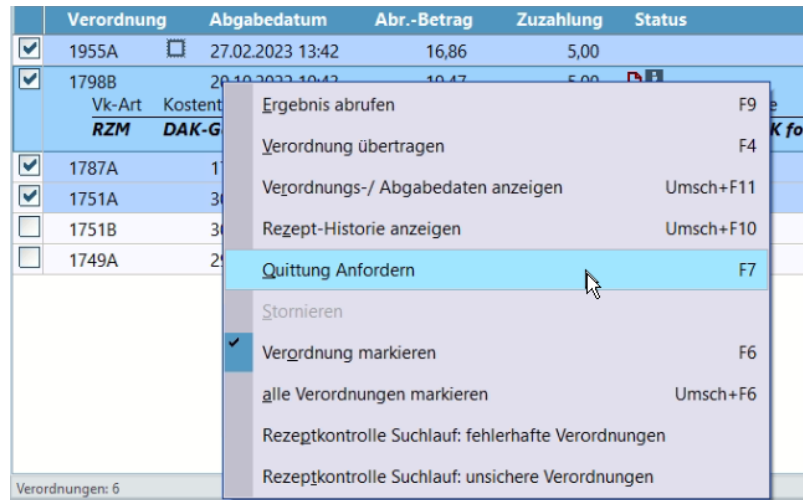 Verordnung Abgabedatum Abr.-Betrag Zuzahlung Status
1955A 27.02.2023 13:42 16,86 5,00
1798B
Vk-Art
RZM DAK-G
1787A
1751A
1751B
1749A
Ergebnis abrufen F9
Verordnung übertragen F4
Verordnungs-/ Abgabedaten anzeigen Umsch+F11
Rezept-Historie anzeigen Umsch+F10
Quittung Anfordern F7
Stornieren
Verordnung markieren F6
alle Verordnungen markieren Umsch+F6
Rezeptkontrolle Suchlauf: fehlerhafte Verordnungen
Rezeptkontrolle Suchlauf: unsichere Verordnungen
Verordnungen: 6